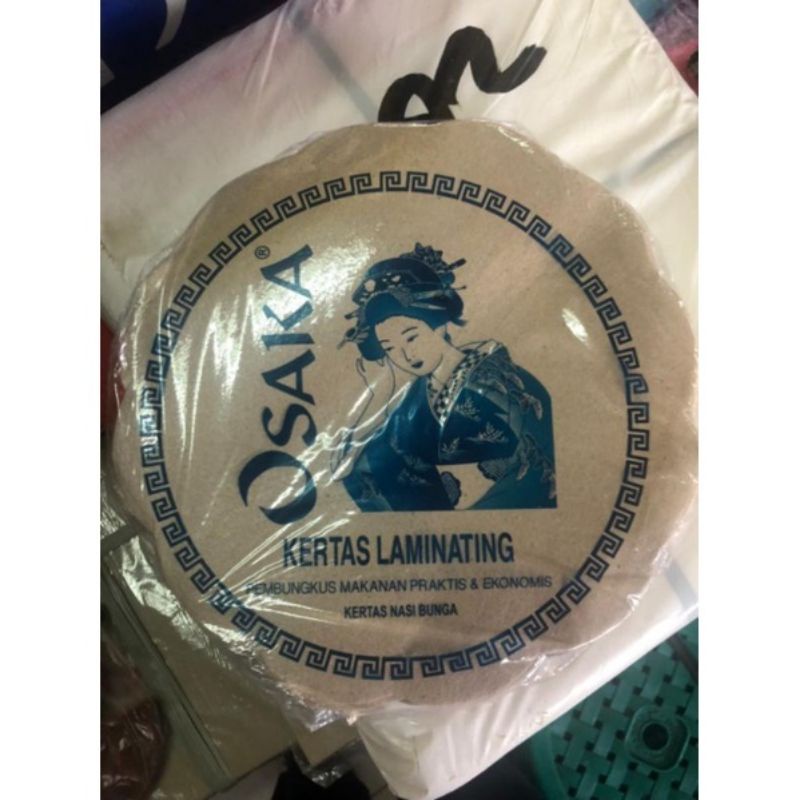 OSAKA®
KERTAS LAMINATING
PEMBUNGKUS MAKANAN PRAKTIS & EKONOMIS
KERTAS NASI BUNGA